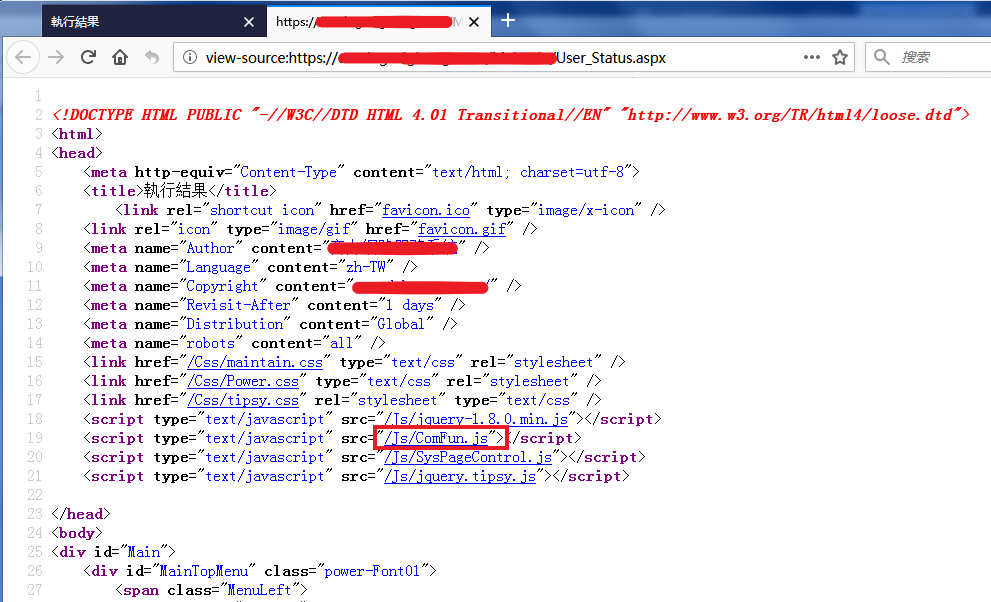 執行結果
https://
view-source:https:// /User_Status.aspx
搜索
1
2 <!DOCTYPE HTML PUBLIC "-//W3C//DTD HTML 4.01 Transitional//EN" "http://www.w3.org/TR/html4/loose.dtd">
3 <html>
4 <head>
5 <meta http-equiv="Content-Type" content="text/html; charset=utf-8">
6 <title>執行結果</title>
7 <link rel="shortcut icon" href="favicon.ico" type="image/x-icon" />
8 <link rel="icon" type="image/gif" href="favicon.gif" />
9 <meta name="Author" content=" " />
10 <meta name="Language" content="zh-TW" />
11 <meta name="Copyright" content=" " />
12 <meta name="Revisit-After" content="1 days" />
13 <meta name="Distribution" content="Global" />
14 <meta name="robots" content="all" />
15 <link href="/Css/maintain.css" type="text/css" rel="stylesheet" />
16 <link href="/Css/Power.css" type="text/css" rel="stylesheet" />
17 <link href="/Css/tipsy.css" rel="stylesheet" type="text/css" />
18 <script type="text/javascript" src="/Js/jquery-1.8.0.min.js"></script>
19 <script type="text/javascript" src="/Js/ComFun.js"></script>
20 <script type="text/javascript" src="/Js/SysPageControl.js"></script>
21 <script type="text/javascript" src="/Js/jquery.tipsy.js"></script>
22
23 </head>
24 <body>
25 <div id="Main">
26 <div id="MainTopMenu" class="power-Font01">
27 <span class="MenuLeft">